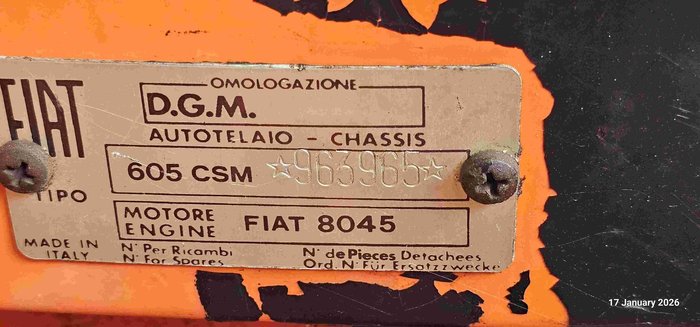 FIAT
OMOLOGAZIONE
D.G.M.
AUTOTELAIO - CHASSIS
TIPO
605 CSM ☆963965☆
MOTORE
ENGINE
FIAT 8045
MADE IN
ITALY
N° Per Ricambi
N° For Spares
N° de Pieces Detachees
Ord. N° Für Ersatzzwecke
17 January 2026